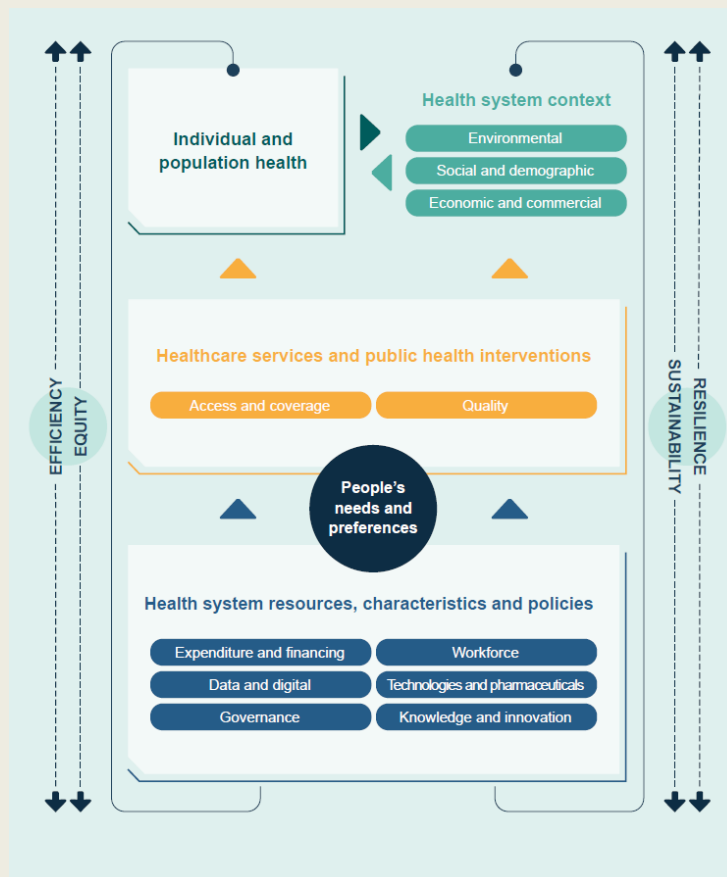 Individual and
population health
Health system context
Environmental
Social and demographic
Economic and commercial
Healthcare services and public health interventions
Access and coverage
Quality
EFFICIENCY
EQUITY
SUSTAINABILITY
RESILIENCE
People's
needs and
preferences
Health system resources, characteristics and policies
Expenditure and financing
Workforce
Data and digital
Technologies and pharmaceuticals
Governance
Knowledge and innovation